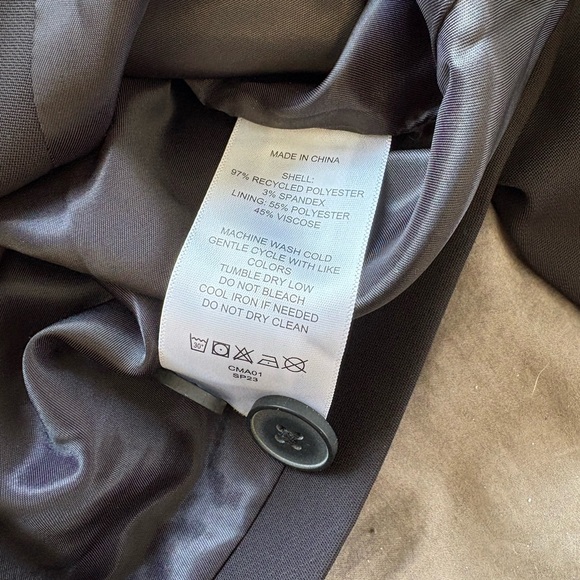 MADE IN CHINA
SHELL:
97% RECYCLED POLYESTER
3% SPANDEX
LINING: 55% POLYESTER
45% VISCOSE
MACHINE WASH COLD
GENTLE CYCLE WITH LIKE
COLORS
TUMBLE DRY LOW
DO NOT BLEACH
COOL IRON IF NEEDED
DO NOT DRY CLEAN
30°
CMA01
SP23